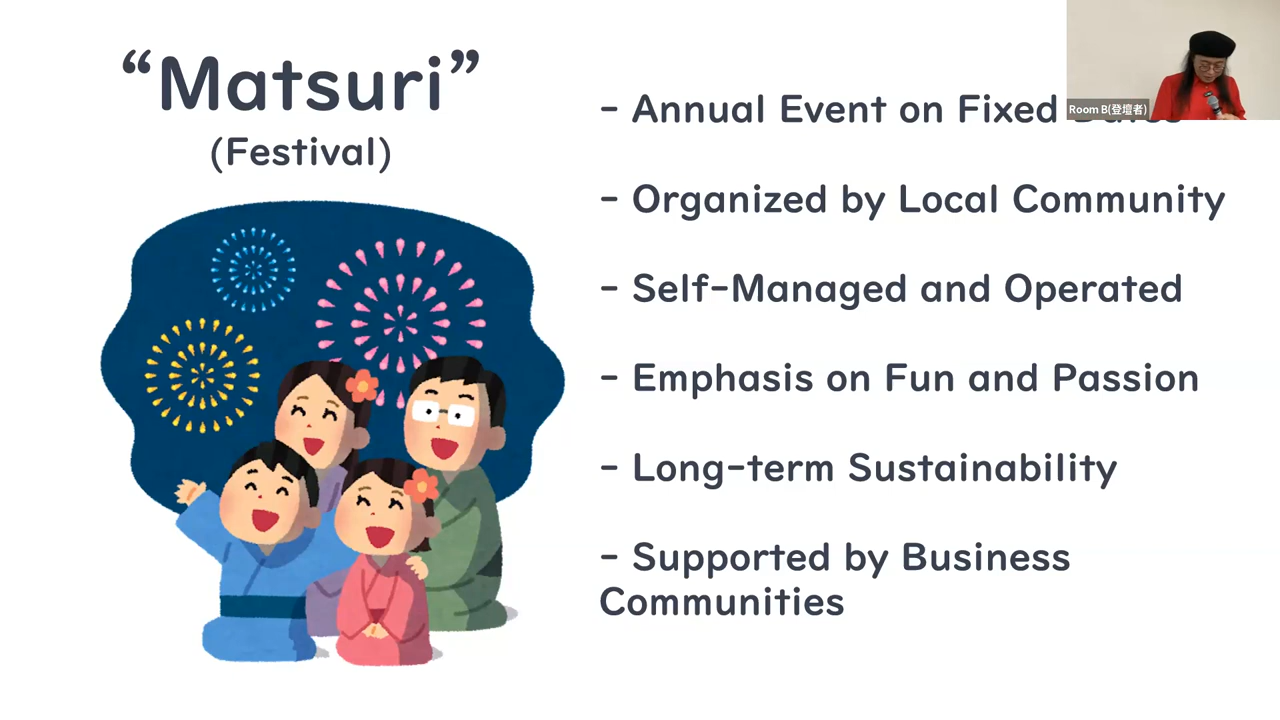 “Matsuri”
(Festival)
- Annual Event on Fixed
- Organized by Local Community
- Self-Managed and Operated
- Emphasis on Fun and Passion
- Long-term Sustainability
- Supported by Business
Communities
Room B(登壇者)